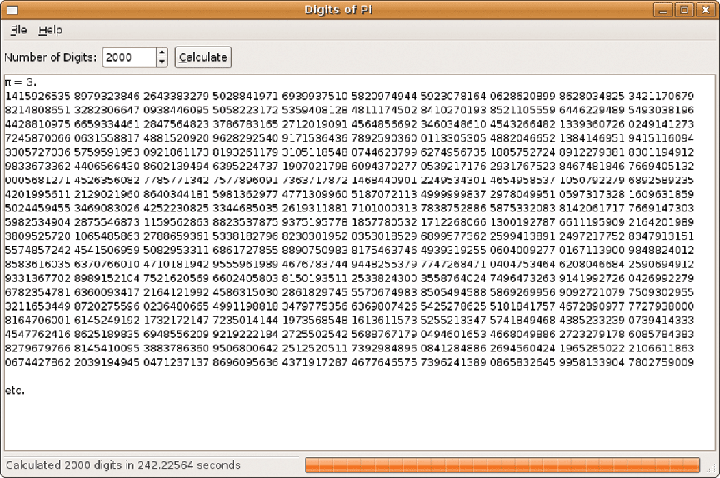 Digits of Pi
File Help
Number of Digits: 2000 Calculate
π = 3.
1415926535 8979323846 2643383279 5028841971 6939937510 5820974944 5923078164 0628620899 8628034825 3421170679
8214808651 3282306647 0938446095 5058223172 5359408128 4811174502 8410270193 8521105559 6446229489 5493038196
4428810975 6659334461 2847564823 3786783165 2712019091 4564856692 3460348610 4543266482 1339360726 0249141273
7245870066 0631558817 4881520920 9628292540 9171536436 7892590360 0113305305 4882046652 1384146951 9415116094
3305727036 5759591953 0921861173 8193261179 3105118548 0744623799 6274956735 1885752724 8912279381 8301194912
9833673362 4406566430 8602139494 6395224737 1907021798 6094370277 0539217176 2931767523 8467481846 7669405132
0005681271 4526356082 7785771342 7577896091 7363717872 1468440901 2249534301 4654958537 1050792279 6892589235
4201995611 2129021960 8640344181 5981362977 4771309960 5187072113 4999999837 2978049951 0597317328 1609631859
5024459455 3469083026 4252230825 3344685035 2619311881 7101000313 7838752886 5875332083 8142061717 7669147303
5982534904 2875546873 1159562863 8823537875 9375195778 1857780532 1712268066 1300192787 6611195909 2164201989
3809525720 1065485863 2788659361 5338182796 8230301952 0353018529 6899577362 2599413891 2497217752 8347913151
5574857242 4541506959 5082953311 6861727855 8890750983 8175463746 4939319255 0604009277 0167113900 9848824012
8583616035 6370766010 4710181942 9555961989 4676783744 9448255379 7747268471 0404753464 6208046684 2590694912
9331367702 8989152104 7521620569 6602405803 8150193511 2533824300 3558764024 7496473263 9141992726 0426992279
6782354781 6360093417 2164121992 4586315030 2861829745 5570674983 8505494588 5869269956 9092721079 7509302955
3211653449 8720275596 0236480665 4991198818 3479775356 6369807426 5425278625 5181841757 4672890977 7727938000
8164706001 6145249192 1732172147 7235014144 1973568548 1613611573 5255213347 5741849468 4385233239 0739414333
4547762416 8625189835 6948556209 9219222184 2725502542 5688767179 0494601653 4668049886 2723279178 6085784383
8279679766 8145410095 3883786360 9506800642 2512520511 7392984896 0841284886 2694560424 1965285022 2106611863
0674427862 2039194945 0471237137 8696095636 4371917287 4677646575 7396241389 0865832645 9958133904 7802759009
etc.
Calculated 2000 digits in 242.22564 seconds